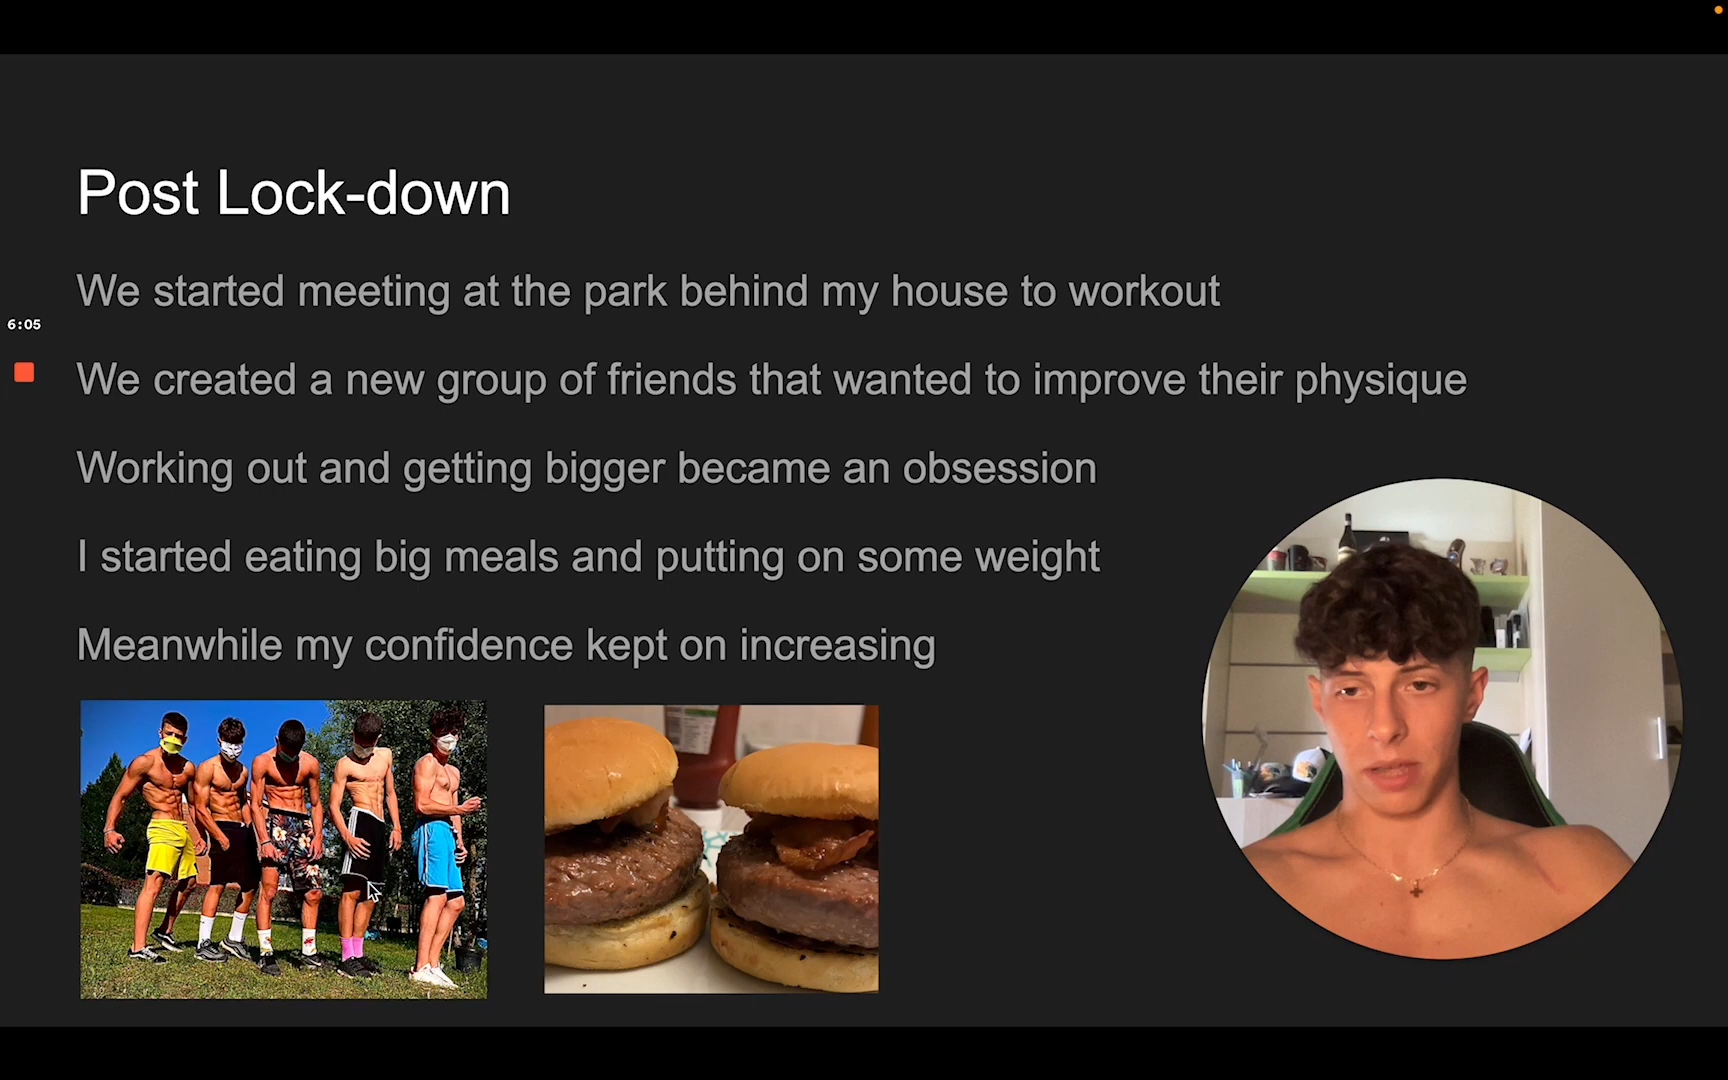 Post Lock-down
We started meeting at the park behind my house to workout
6:05
We created a new group of friends that wanted to improve their physique
Working out and getting bigger became an obsession
I started eating big meals and putting on some weight
Meanwhile my confidence kept on increasing